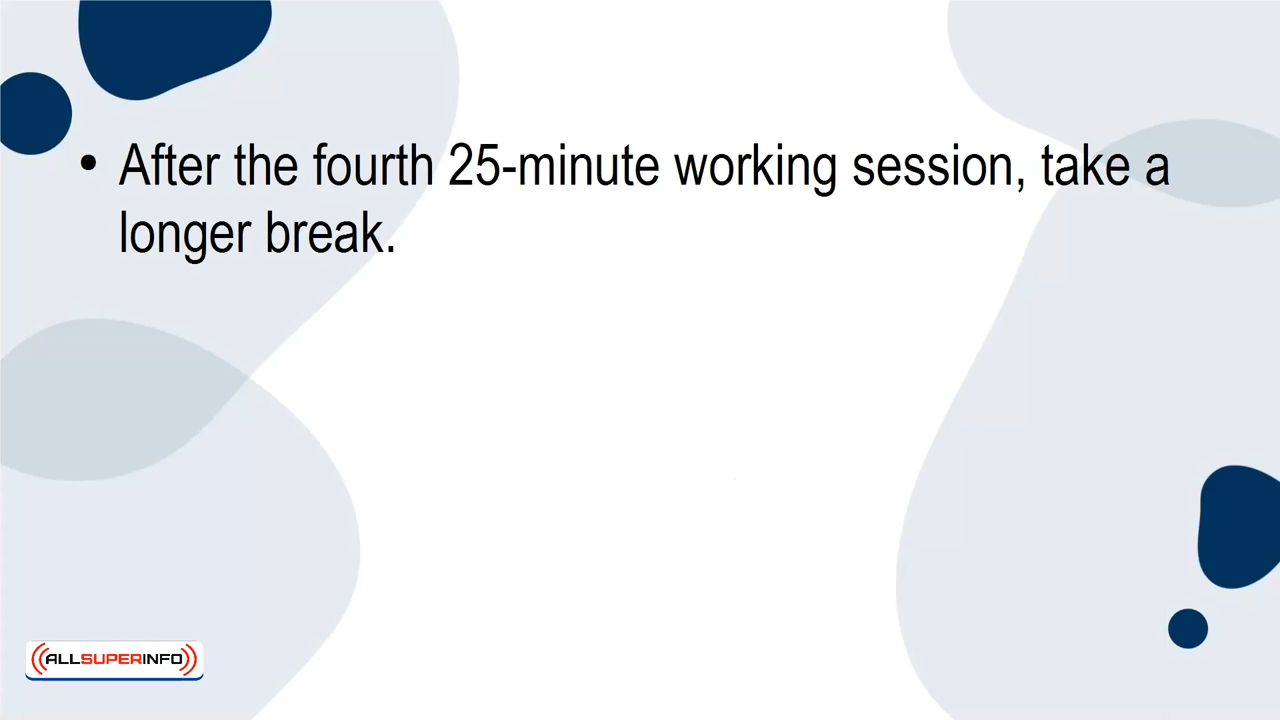 • After the fourth 25-minute working session, take a
longer break.
ALLSUPERINFO